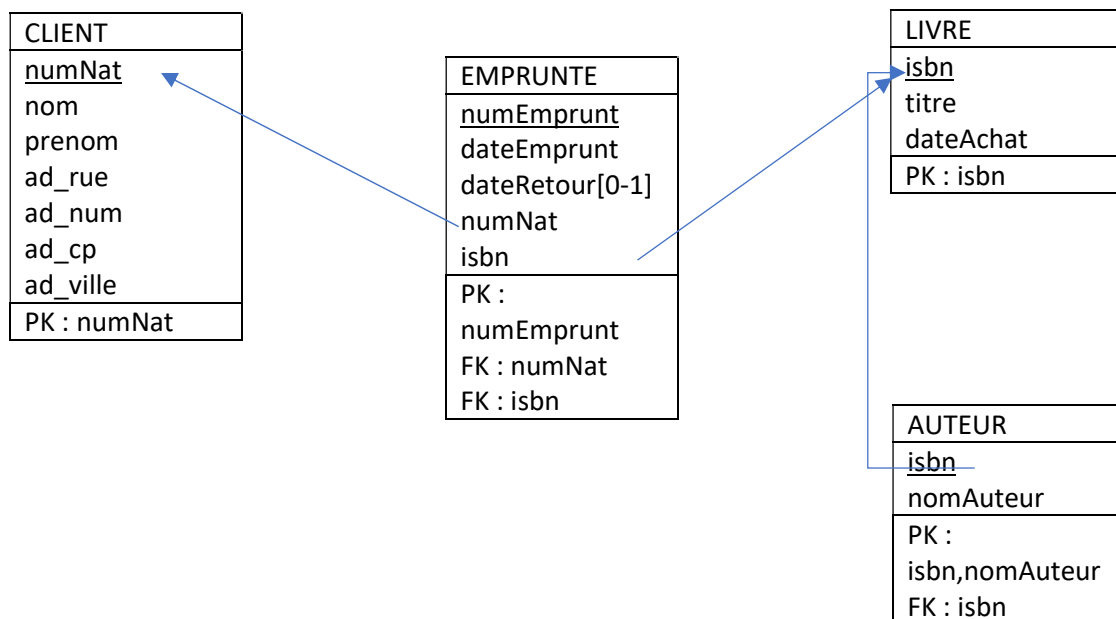 CLIENT
numNat
nom
prenom
ad_rue
ad_num
ad_cp
ad_ville
PK : numNat
EMPRUNTE
numEmprunt
dateEmprunt
dateRetour[0-1]
numNat
isbn
PK :
numEmprunt
FK : numNat
FK : isbn
LIVRE
isbn
titre
dateAchat
PK : isbn
AUTEUR
isbn
nomAuteur
PK :
isbn,nomAuteur
FK : isbn